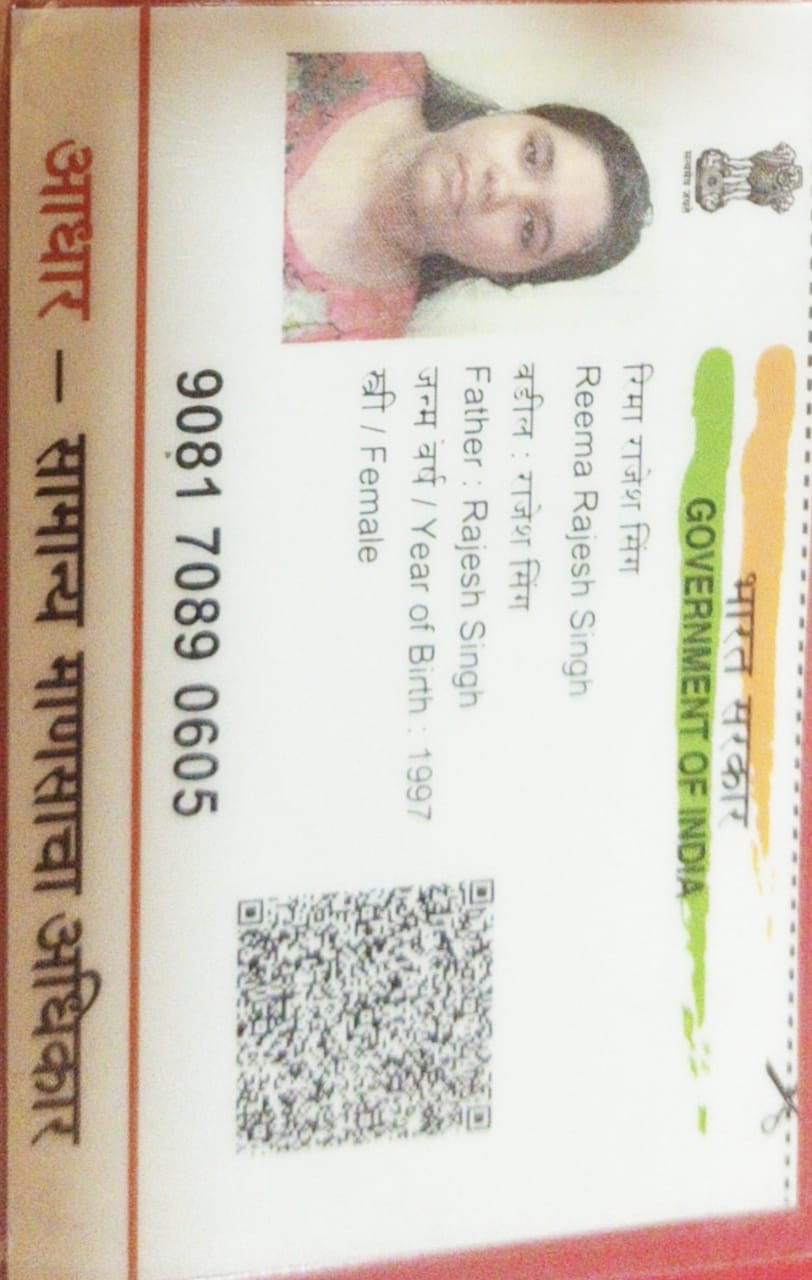 सत्यमेव जयते
भारत सरकार
GOVERNMENT OF INDIA
रिमा राजेश सिंग
Reema Rajesh Singh
वडील : राजेश सिंग
Father : Rajesh Singh
जन्म वर्ष / Year of Birth : 1997
स्त्री / Female
9081 7089 0605
आधार – सामान्य माणसाचा अधिकार